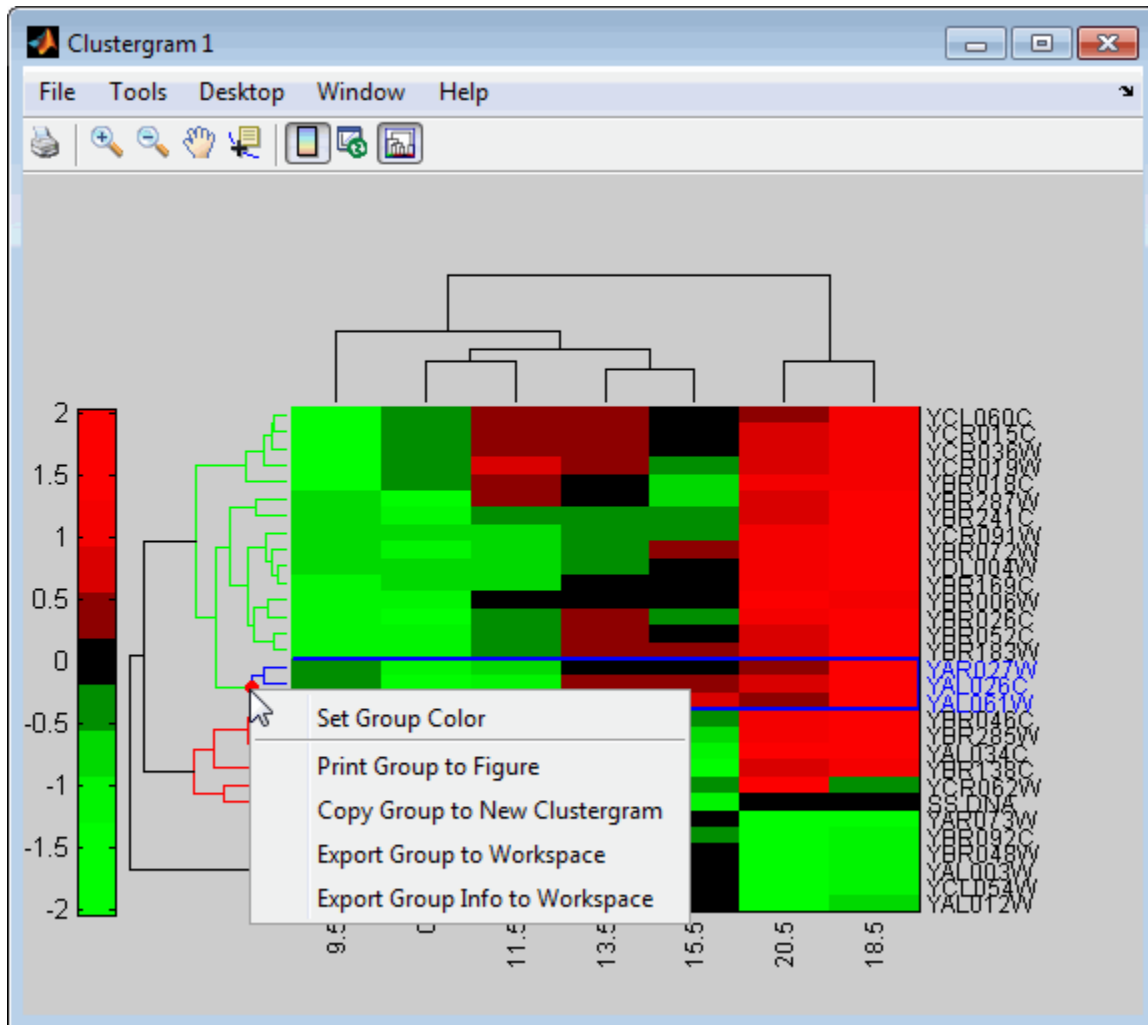 Clustergram 1
File Tools Desktop Window Help
2
1.5
1
0.5
0
-0.5
-1
-1.5
-2
YCL060C
YCR015C
YCR036W
YCR019W
YBR018C
YBR297W
YBR241C
YCR091W
YBR072W
YDL004W
YBR169C
YBR006W
YBR026C
YBR052C
YBR183W
YAR027W
YAL026C
YAL061W
YBR046C
YBR285W
YAL034C
YBR138C
YCR062W
SS DNA
YAR073W
YBR092C
YBR048W
YAL003W
YCL054W
YAL012W
Set Group Color
Print Group to Figure
Copy Group to New Clustergram
Export Group to Workspace
Export Group Info to Workspace
9.5
0
11.5
13.5
15.5
20.5
18.5